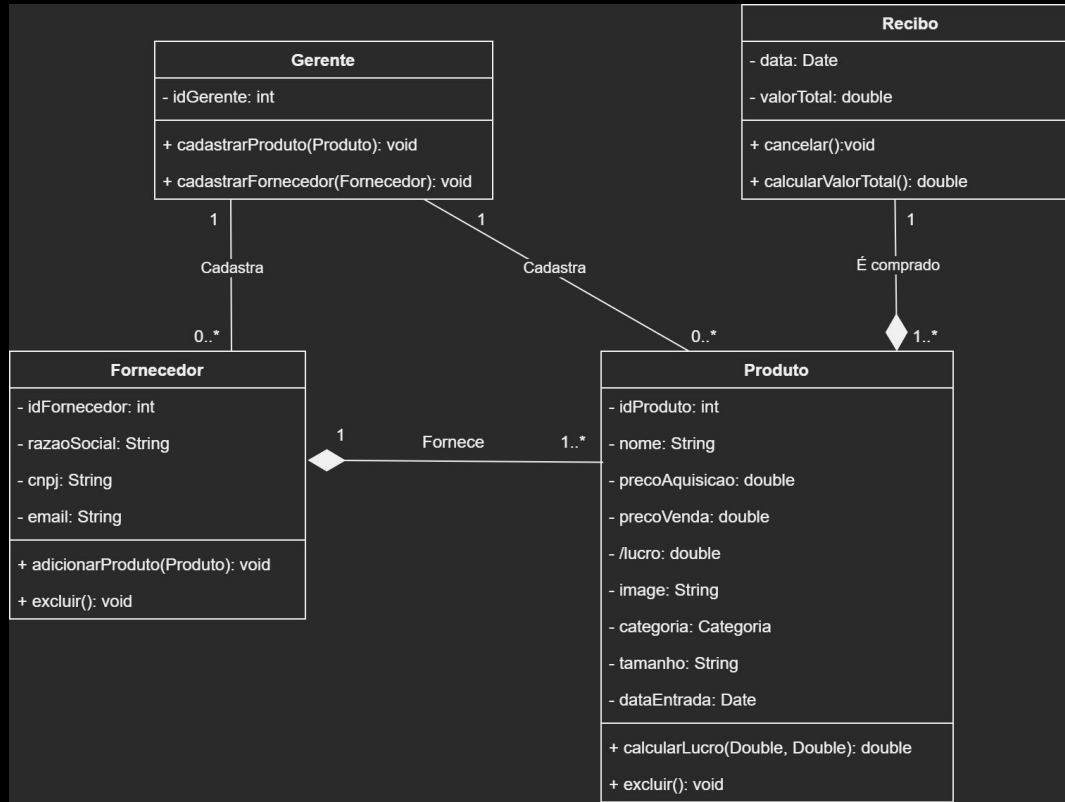 Recibo
- data: Date
- valorTotal: double
+ cancelar():void
+ calcularValorTotal(): double
Gerente
- idGerente: int
+ cadastrarProduto(Produto): void
+ cadastrarFornecedor(Fornecedor): void
1
1
1
Cadastra
Cadastra
É comprado
0..*
0..*
1..*
Fornecedor
- idFornecedor: int
- razaoSocial: String
- cnpj: String
- email: String
+ adicionarProduto(Produto): void
+ excluir(): void
1
Fornece
1..*
Produto
- idProduto: int
- nome: String
- precoAquisicao: double
- precoVenda: double
- /lucro: double
- image: String
- categoria: Categoria
- tamanho: String
- dataEntrada: Date
+ calcularLucro(Double, Double): double
+ excluir(): void